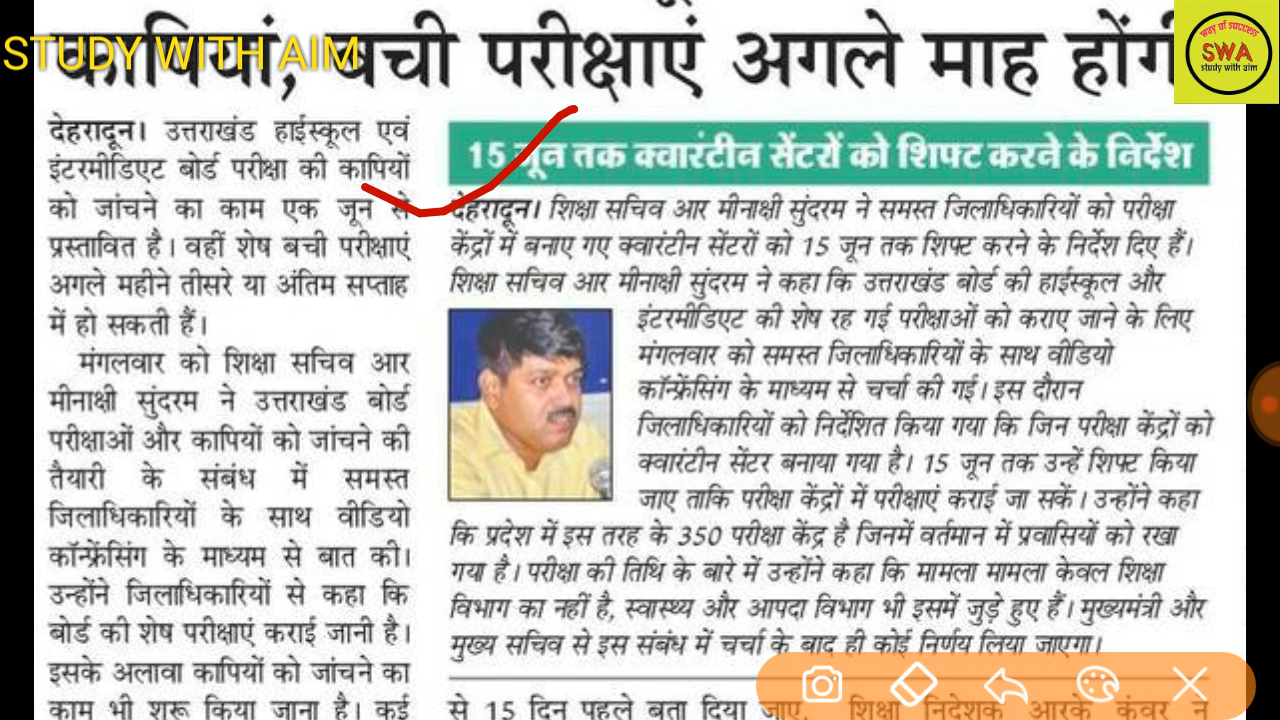 STUDY WITH AIM
कापियां, बची परीक्षाएं अगले माह होंगी
way of success
SWA
study with aim
देहरादून। उत्तराखंड हाईस्कूल एवं
इंटरमीडिएट बोर्ड परीक्षा की कापियों
को जांचने का काम एक जून से
प्रस्तावित है। वहीं शेष बची परीक्षाएं
अगले महीने तीसरे या अंतिम सप्ताह
में हो सकती हैं।
मंगलवार को शिक्षा सचिव आर
मीनाक्षी सुंदरम ने उत्तराखंड बोर्ड
परीक्षाओं और कापियों को जांचने की
तैयारी के संबंध में समस्त
जिलाधिकारियों के साथ वीडियो
कॉन्फ्रेंसिंग के माध्यम से बात की।
उन्होंने जिलाधिकारियों से कहा कि
बोर्ड की शेष परीक्षाएं कराई जानी है।
इसके अलावा कापियों को जांचने का
काम भी शुरू किया जाना है। कई
15 जून तक क्वारंटीन सेंटरों को शिफ्ट करने के निर्देश
देहरादून। शिक्षा सचिव आर मीनाक्षी सुंदरम ने समस्त जिलाधिकारियों को परीक्षा
केंद्रों में बनाए गए क्वारंटीन सेंटरों को 15 जून तक शिफ्ट करने के निर्देश दिए हैं।
शिक्षा सचिव आर मीनाक्षी सुंदरम ने कहा कि उत्तराखंड बोर्ड की हाईस्कूल और
इंटरमीडिएट की शेष रह गई परीक्षाओं को कराए जाने के लिए
मंगलवार को समस्त जिलाधिकारियों के साथ वीडियो
कॉन्फ्रेंसिंग के माध्यम से चर्चा की गई। इस दौरान
जिलाधिकारियों को निर्देशित किया गया कि जिन परीक्षा केंद्रों को
क्वारंटीन सेंटर बनाया गया है। 15 जून तक उन्हें शिफ्ट किया
जाए ताकि परीक्षा केंद्रों में परीक्षाएं कराई जा सकें। उन्होंने कहा
कि प्रदेश में इस तरह के 350 परीक्षा केंद्र है जिनमें वर्तमान में प्रवासियों को रखा
गया है। परीक्षा की तिथि के बारे में उन्होंने कहा कि मामला मामला केवल शिक्षा
विभाग का नहीं है, स्वास्थ्य और आपदा विभाग भी इसमें जुड़े हुए हैं। मुख्यमंत्री और
मुख्य सचिव से इस संबंध में चर्चा के बाद ही कोई निर्णय लिया जाएगा।
से 15 दिन पहले बता दिया जाए. शिक्षा निदेशक आरके कंवर ने